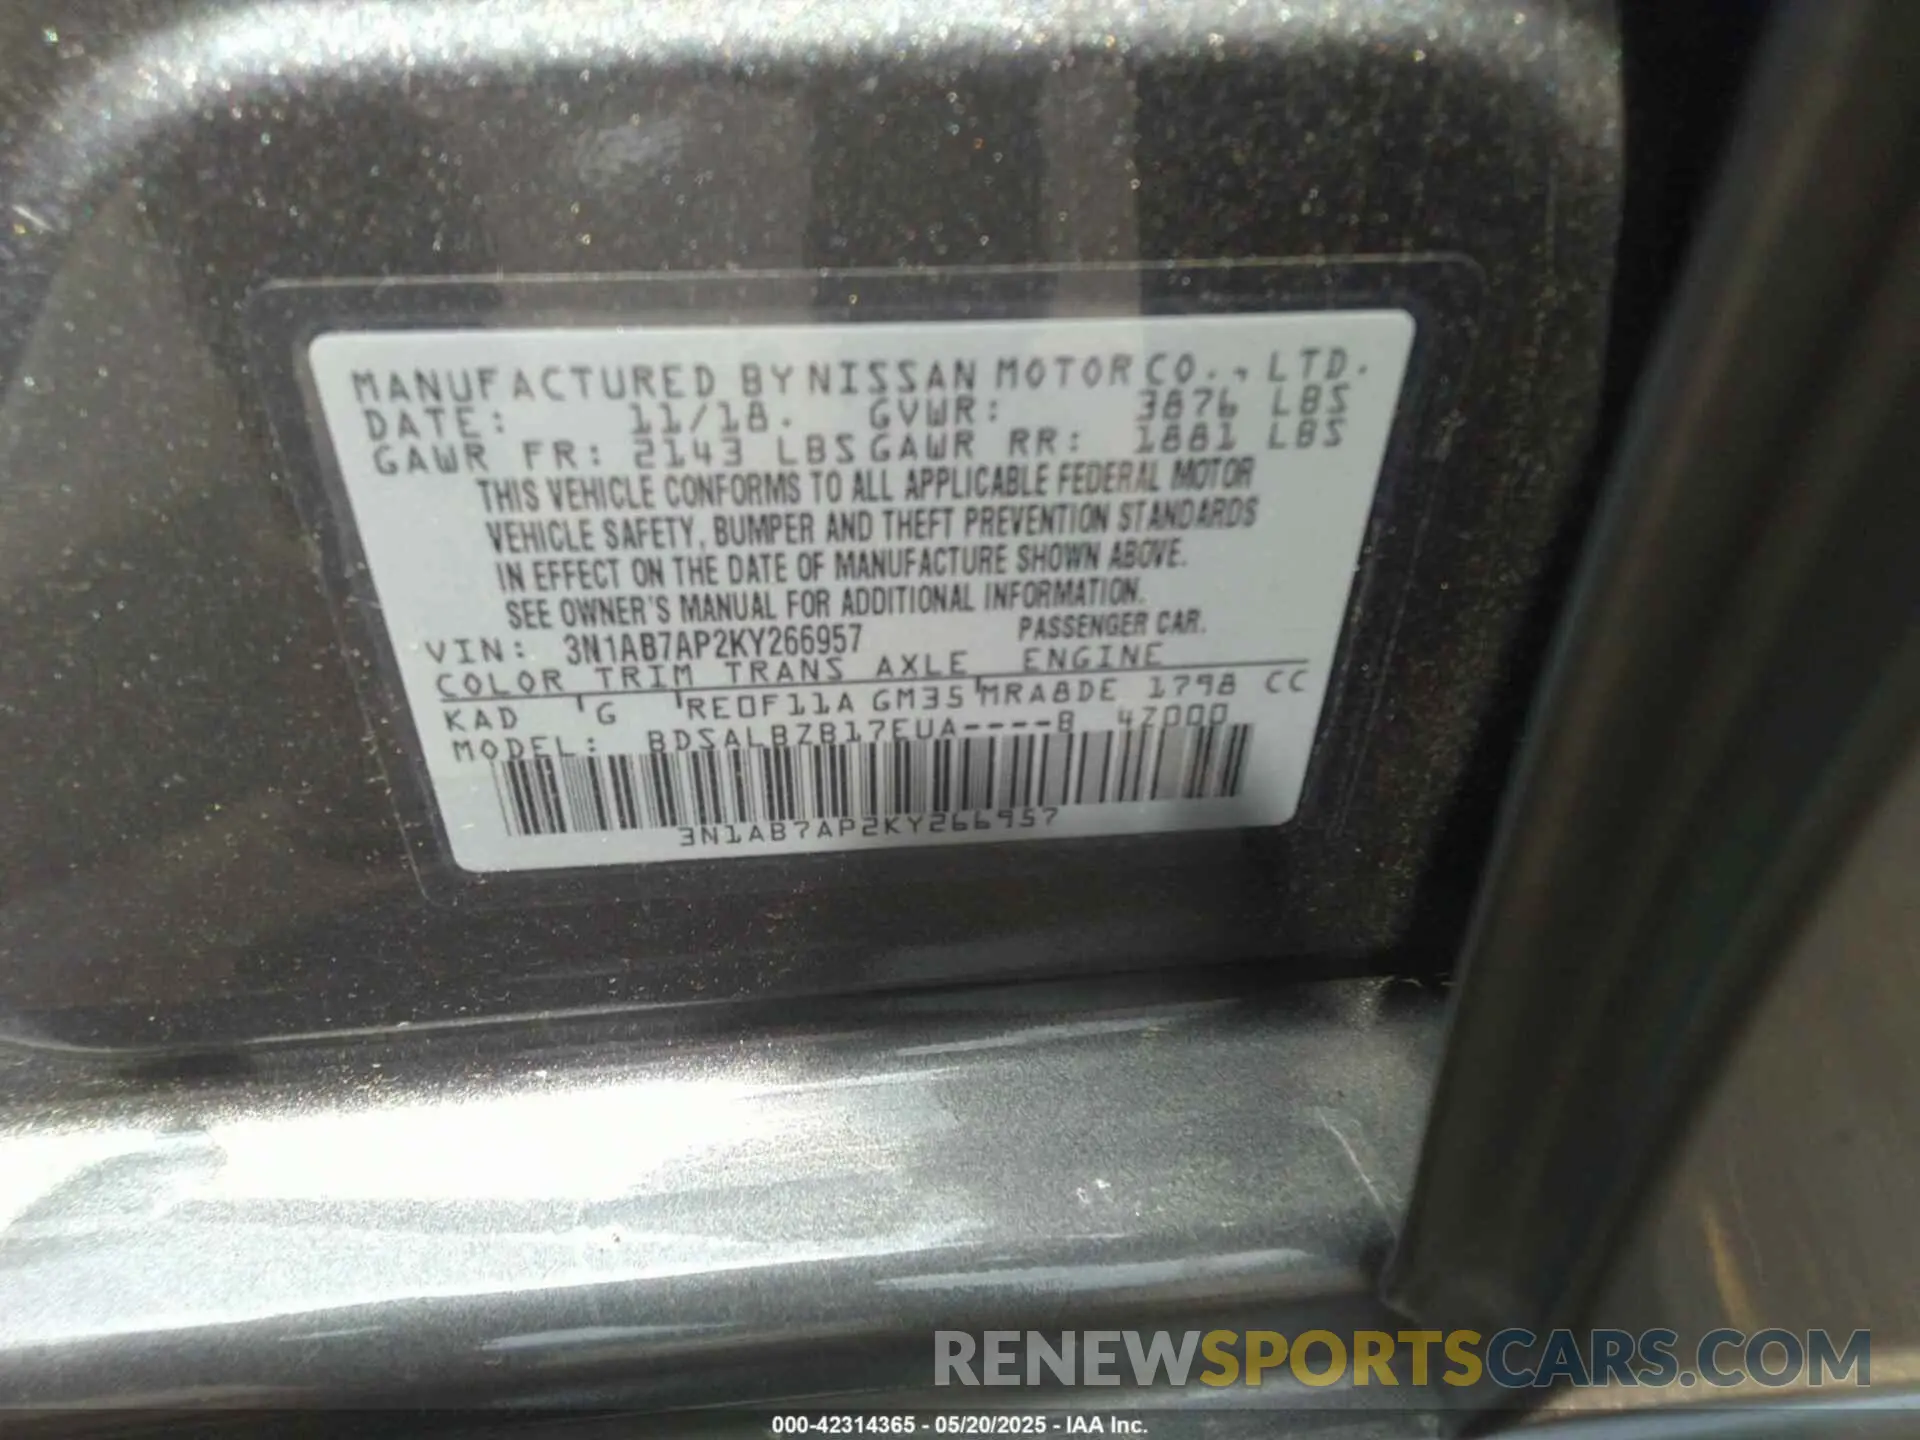 MANUFACTURED BY NISSAN MOTOR CO., LTD.
DATE: 11/18. GVWR: 3876 LBS
GAWR FR: 2143 LBS GAWR RR: 1881 LBS
THIS VEHICLE CONFORMS TO ALL APPLICABLE FEDERAL MOTOR
VEHICLE SAFETY, BUMPER AND THEFT PREVENTION STANDARDS
IN EFFECT ON THE DATE OF MANUFACTURE SHOWN ABOVE.
SEE OWNER'S MANUAL FOR ADDITIONAL INFORMATION.
VIN: 3N1AB7AP2KY266957 PASSENGER CAR.
COLOR TRIM TRANS AXLE ENGINE
KAD G RE0F11A GM35 MRA8DE 1798 CC
MODEL: BDSALBZB17EUA----B 4Z000
3N1AB7AP2KY266957
RENEWSPORTSCARS.COM
000-42314365 - 05/20/2025 - IAA Inc.